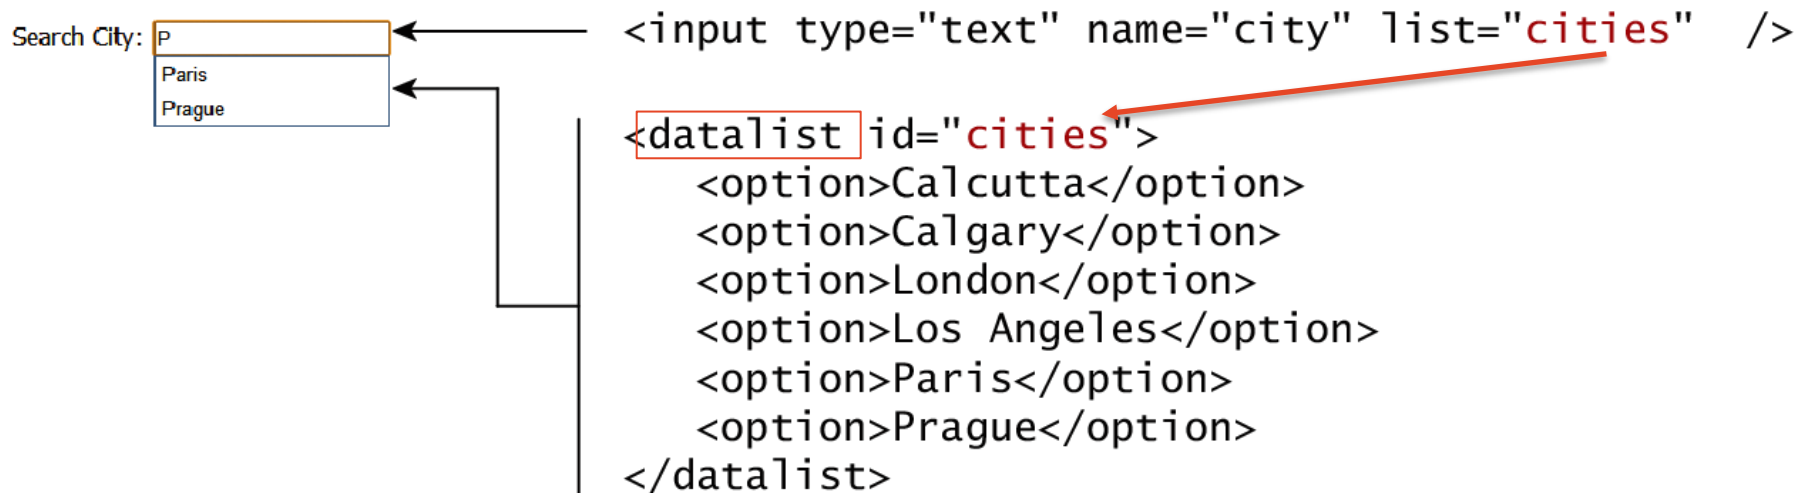 Search City: P
Paris
Prague
<input type="text" name="city" list="cities" />
<datalist id="cities">
<option>Calcutta</option>
<option>Calgary</option>
<option>London</option>
<option>Los Angeles</option>
<option>Paris</option>
<option>Prague</option>
</datalist>